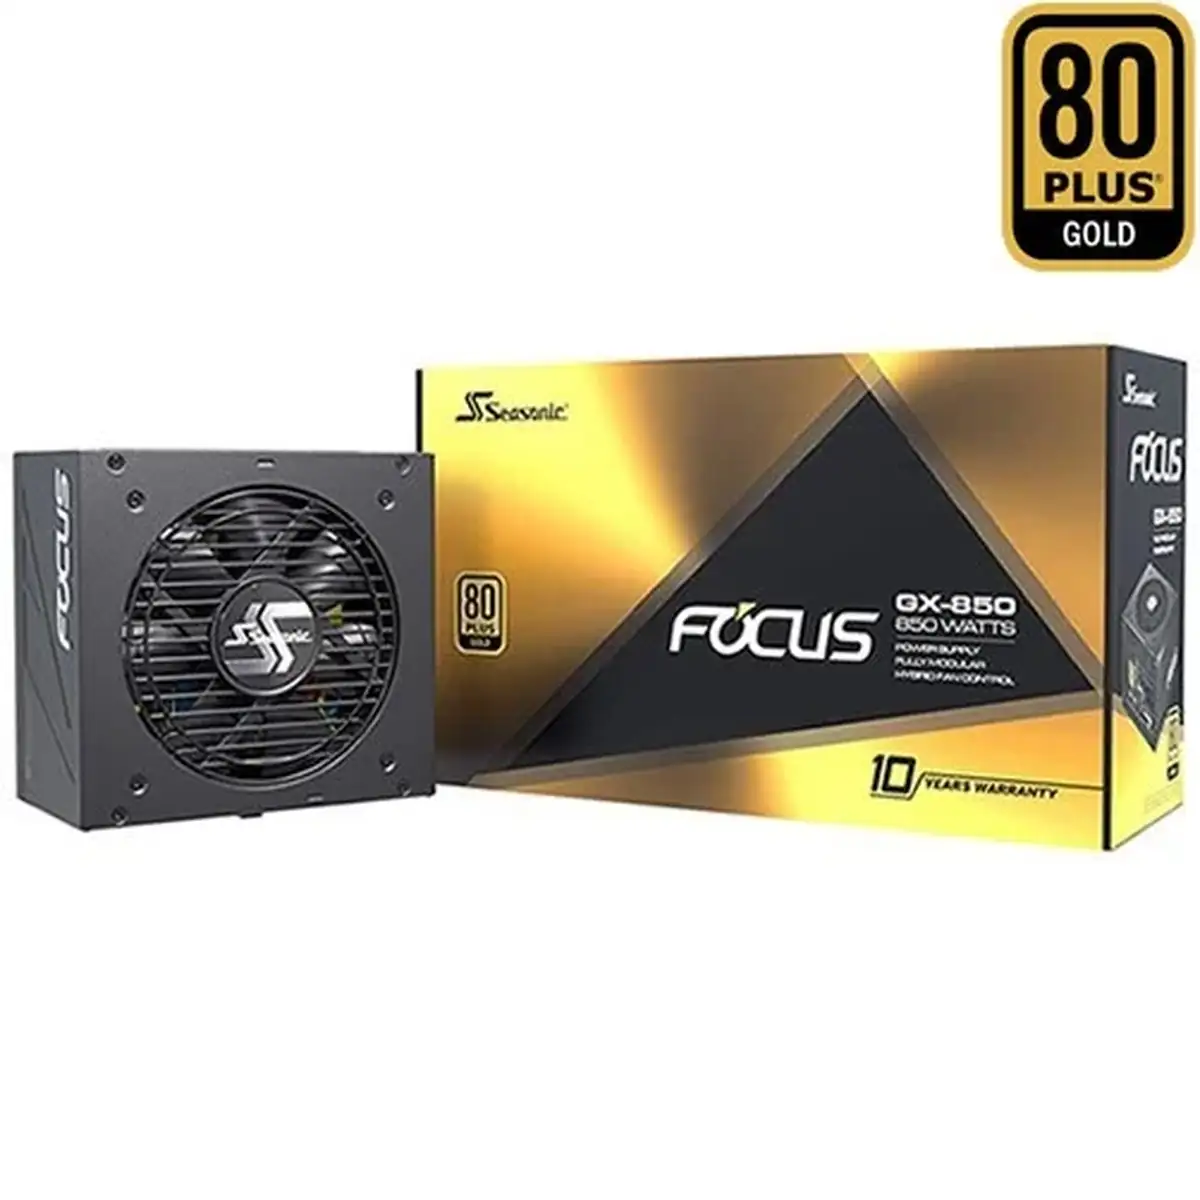 80
PLUS®
GOLD
Seasonic®
FOCUS
GX-850
850 WATTS
POWER SUPPLY
FULLY MODULAR
HYBRID FAN CONTROL
80
PLUS
GOLD
10 YEARS WARRANTY
Seasonic
FOCUS
GX-850
FOCUS
Seasonic